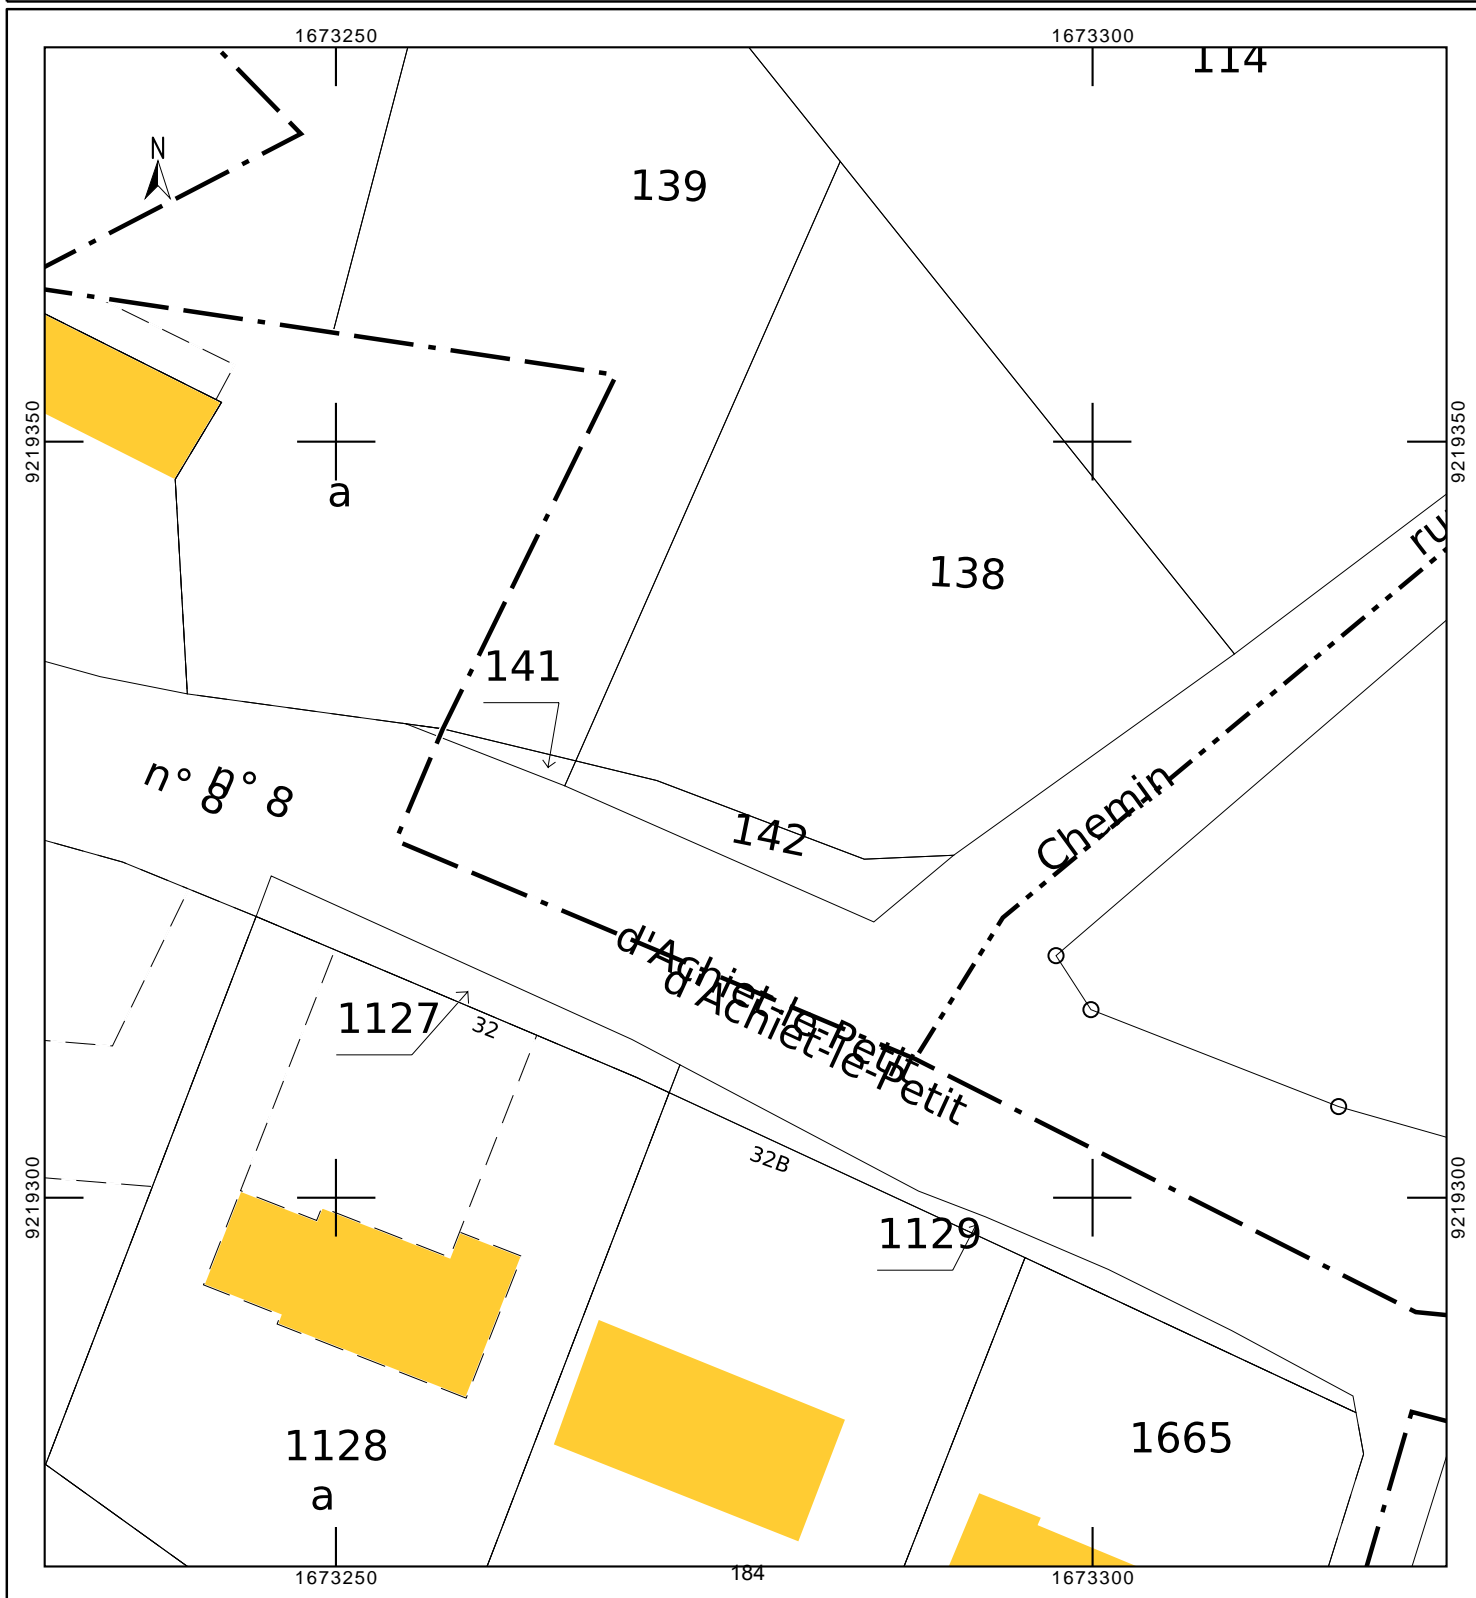 1673250
1673300
114
N
139
9219350
9219350
a
ru
138
141
n° 8
n° 8
Chemin
142
d'Achiet-le-Petit
d'Achiet-le-Petit
1127
32
32B
9219300
9219300
1129
1128
1665
a
1673250
184
1673300